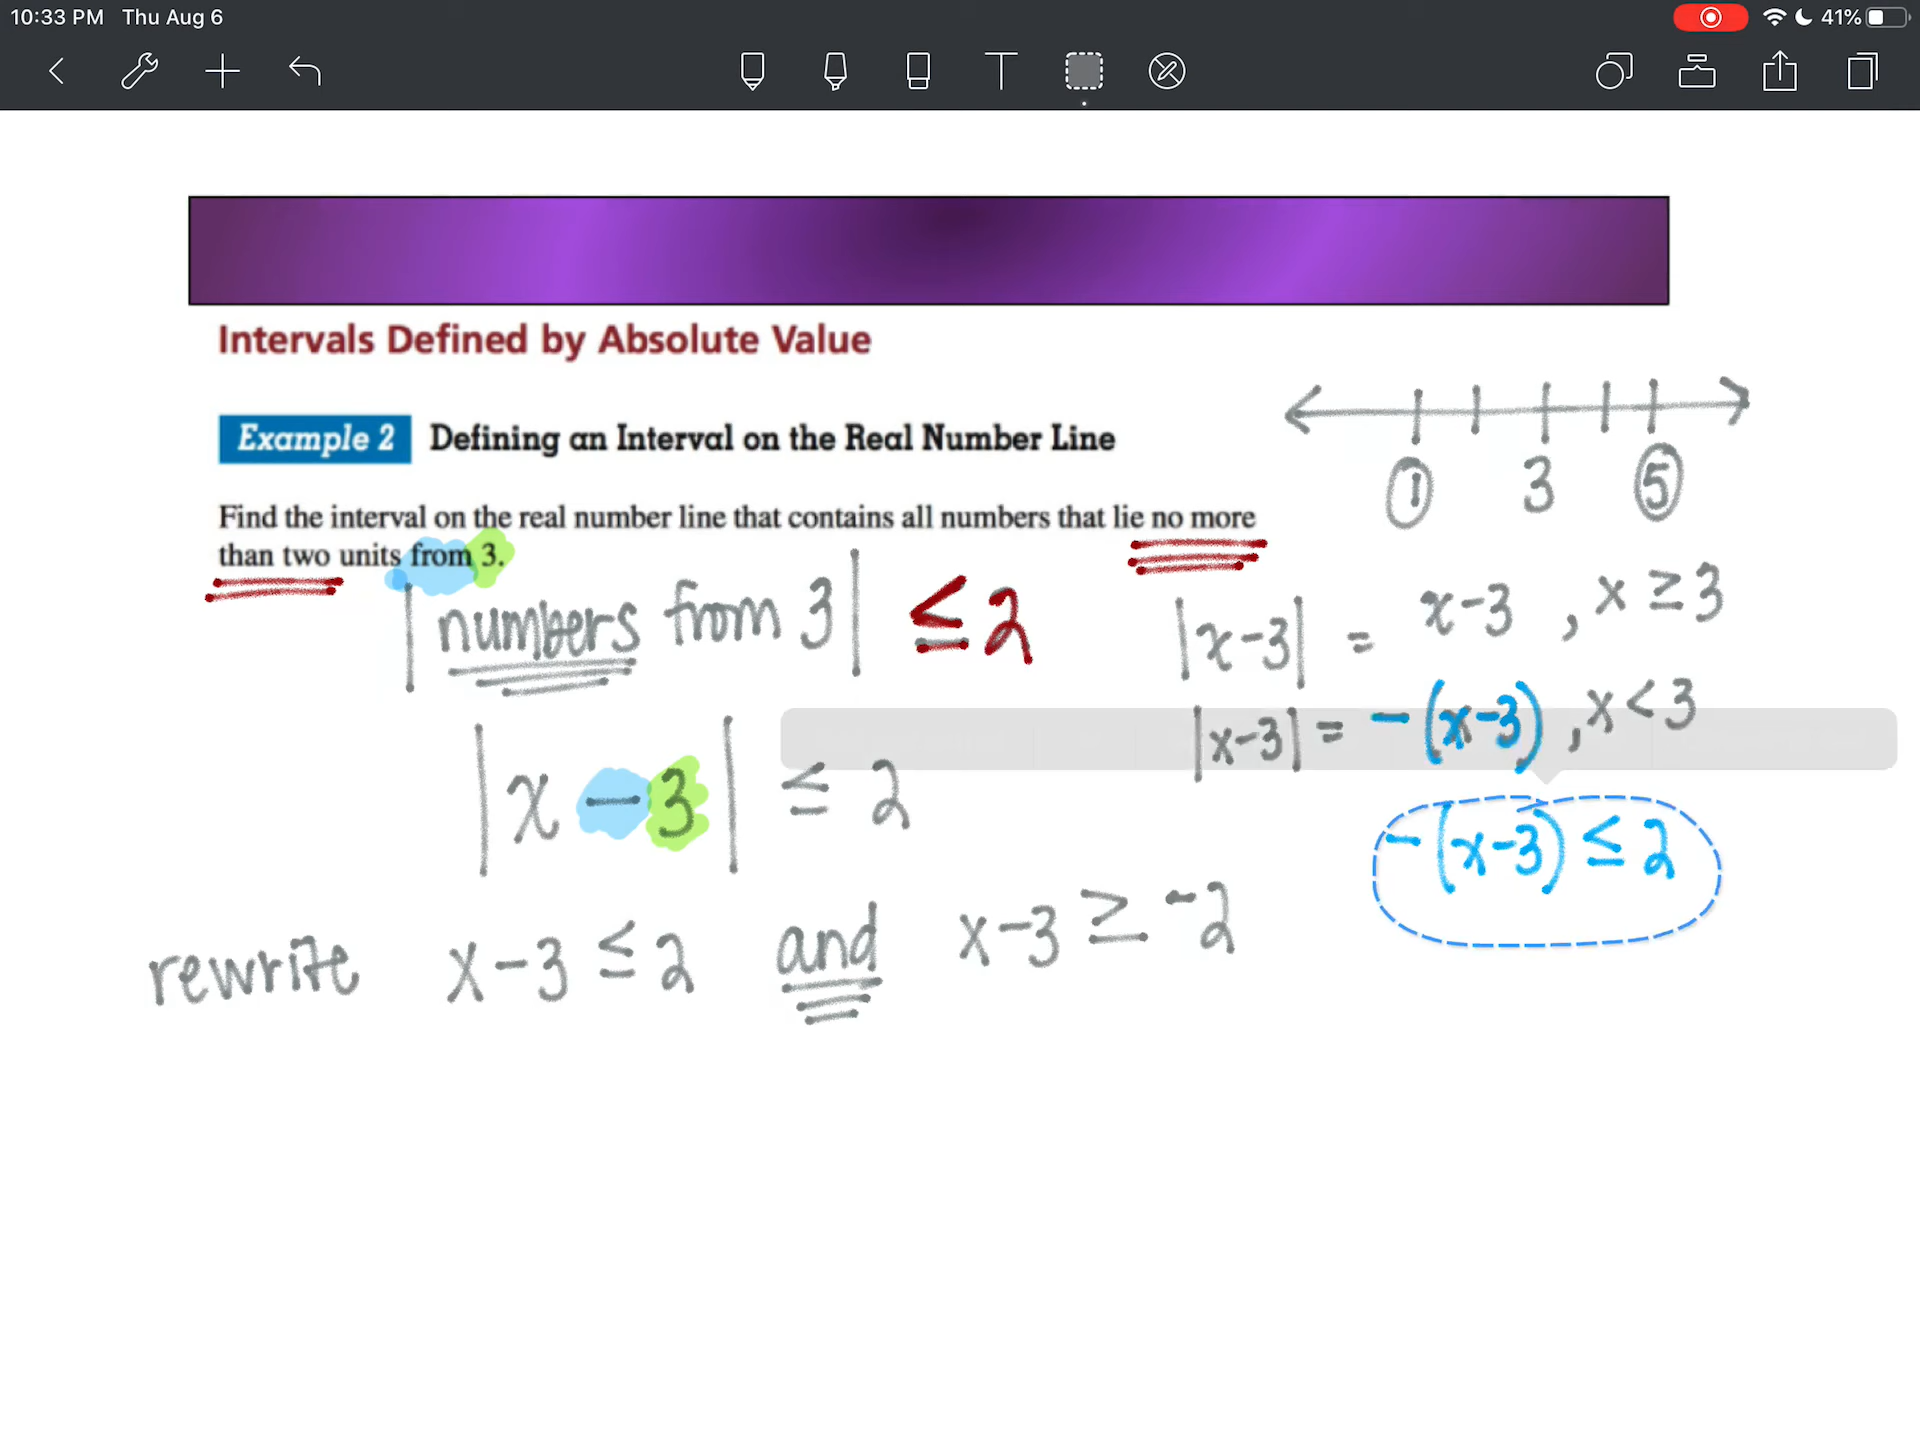 10:33 PM Thu Aug 6 41%
Intervals Defined by Absolute Value
Example 2 Defining an Interval on the Real Number Line
1 3 5
Find the interval on the real number line that contains all numbers that lie no more
than two units from 3.
|numbers from 3| ≤ 2
|x-3| = x-3 , x ≥ 3
|x-3| = -(x-3) , x < 3
|x - 3| ≤ 2
-(x-3) ≤ 2
rewrite x-3 ≤ 2 and x-3 ≥ -2